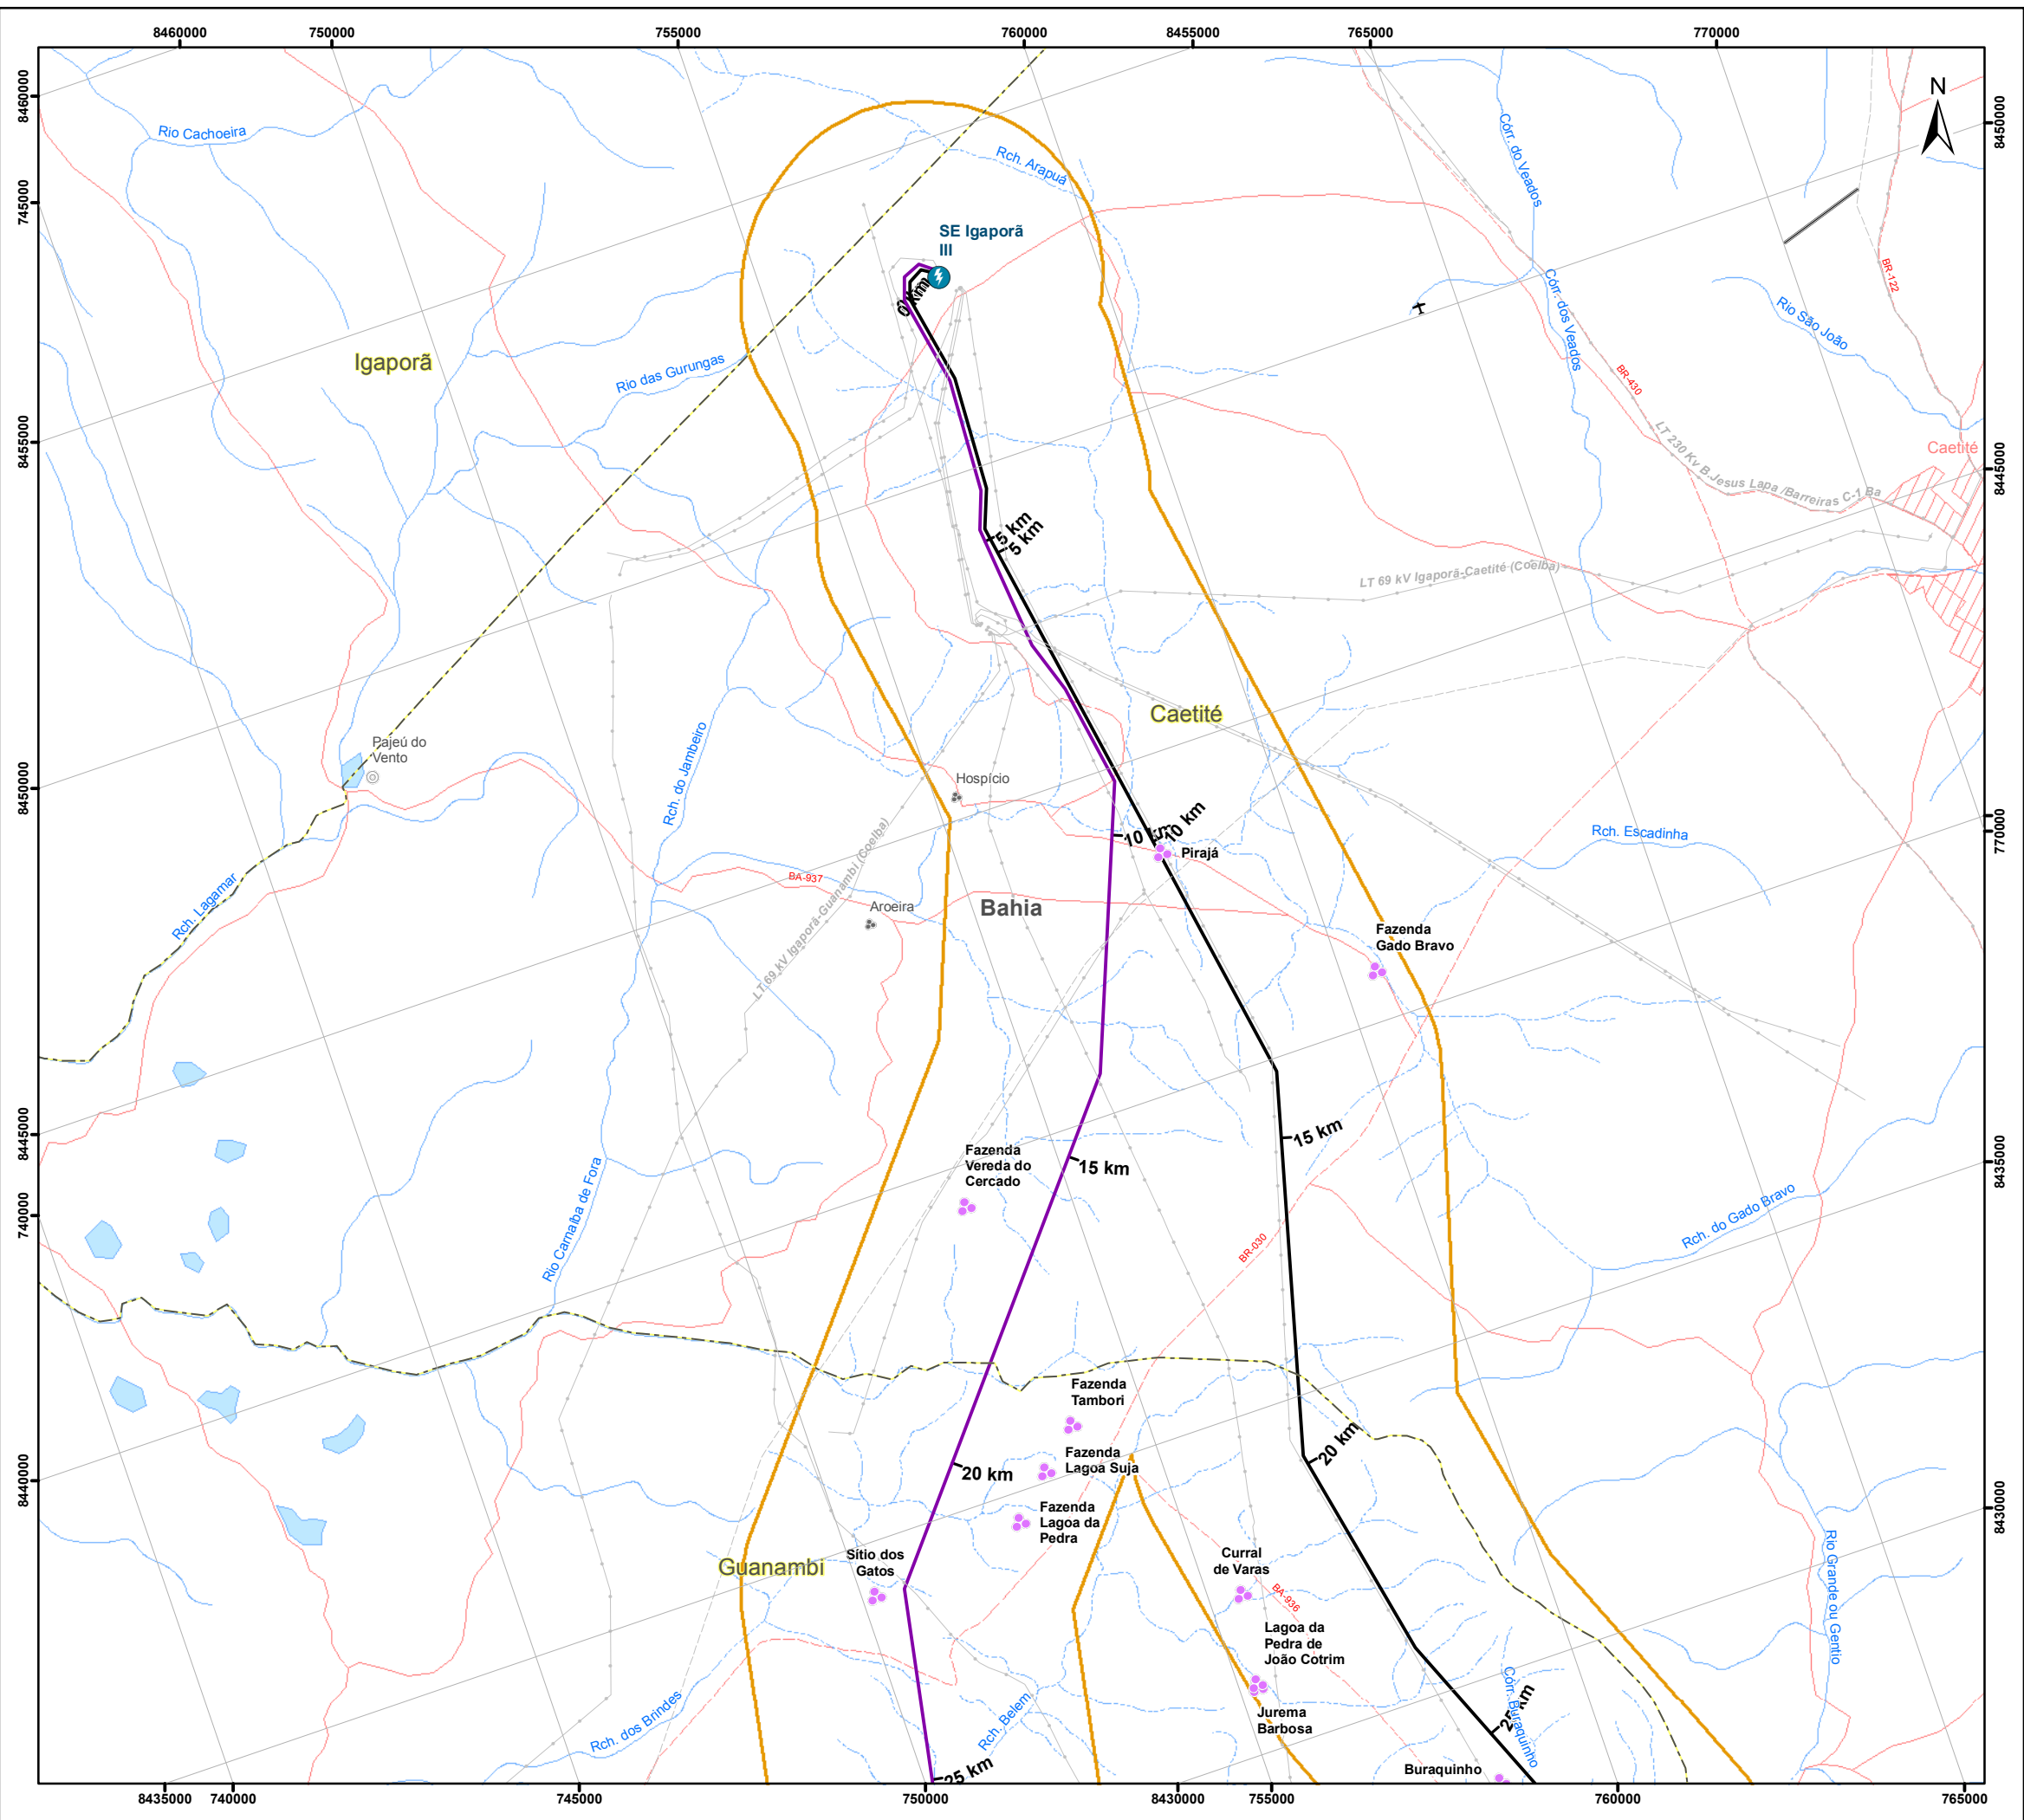 8460000
750000
755000
760000
8455000
765000
770000
8460000
745000
8455000
8450000
8445000
740000
8440000
8450000
8445000
770000
8435000
8430000
N
Rio Cachoeira
Rch. Arapuá
Córr. do Veados
SE Igaporã
III
0 km
BR-122
Córr. dos Veados
Rio São João
Igaporã
Rio das Gurungas
BR-430
LT 230 Kv B.Jesus Lapa /Barreiras C-1 Ba
Caetité
5 km
5 km
LT 69 kV Igaporã-Caetité (Coelba)
Caetité
Pajeú do
Vento
Rch. do Jambeiro
Hospício
10 km
10 km
Pirajá
Rch. Escadinha
LT 69 kV Igaporã-Guanambi (Coelba)
BA-937
Rch. Lagamar
Aroeira
Bahia
Fazenda
Gado Bravo
15 km
Fazenda
Vereda do
Cercado
15 km
Rio Carnaíba de Fora
Rch. do Gado Bravo
BR-030
Fazenda
Tambori
20 km
Fazenda
Lagoa Suja
20 km
Fazenda
Lagoa da
Pedra
Guanambi
Sítio dos
Gatos
Curral
de Varas
BA-936
Rio Grande ou Gentio
Lagoa da
Pedra de
João Cotrim
Jurema
Barbosa
Rch. dos Brindes
Rch. Belem
25 km
Córr. Buraquinho
25 km
Buraquinho
8435000
740000
745000
750000
8430000
755000
760000
765000